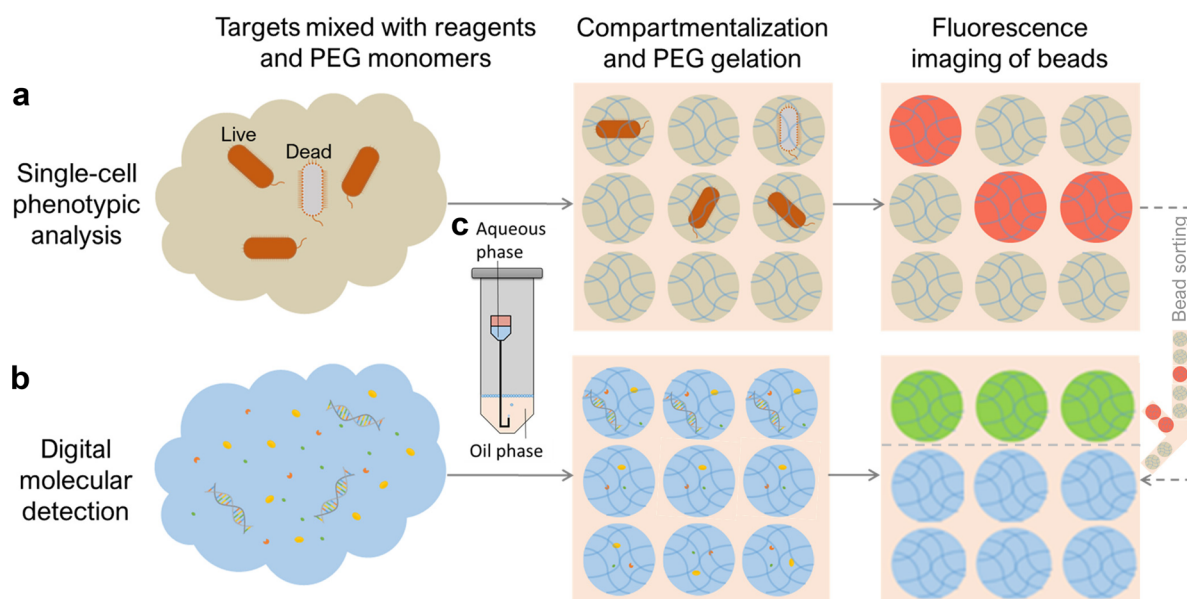 Targets mixed with reagents
and PEG monomers
Compartmentalization
and PEG gelation
Fluorescence
imaging of beads
a
Single-cell
phenotypic
analysis
Live
Dead
c
Aqueous
phase
Oil phase
Bead sorting
b
Digital
molecular
detection